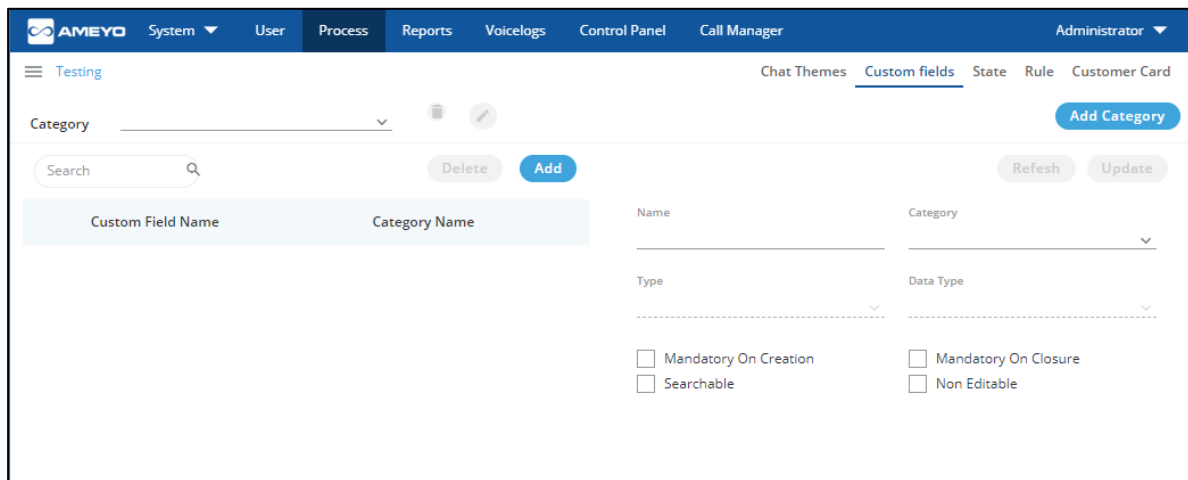 AMEYO System User Process Reports Voicelogs Control Panel Call Manager Administrator
Testing Chat Themes Custom fields State Rule Customer Card
Category Add Category
Search Delete Add Refesh Update
Custom Field Name Category Name
Name Category
Type Data Type
Mandatory On Creation Mandatory On Closure
Searchable Non Editable